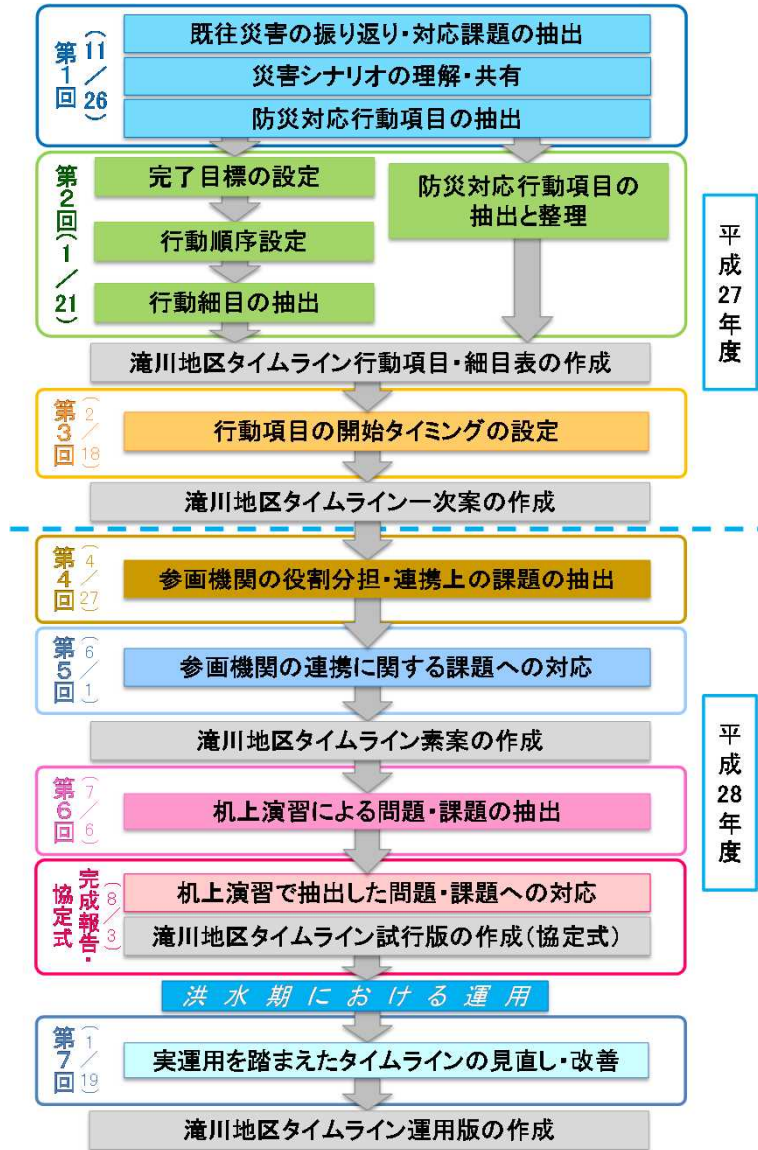 第1回(11/26)
既往災害の振り返り・対応課題の抽出
災害シナリオの理解・共有
防災対応行動項目の抽出
第2回(1/21)
完了目標の設定
行動順序設定
行動細目の抽出
防災対応行動項目の
抽出と整理
平成27年度
滝川地区タイムライン行動項目・細目表の作成
第3回(2/18)
行動項目の開始タイミングの設定
滝川地区タイムライン一次案の作成
第4回(4/27)
参画機関の役割分担・連携上の課題の抽出
第5回(6/1)
参画機関の連携に関する課題への対応
滝川地区タイムライン素案の作成
平成28年度
第6回(7/6)
机上演習による問題・課題の抽出
完成報告・
協定式
(8/3)
机上演習で抽出した問題・課題への対応
滝川地区タイムライン試行版の作成(協定式)
洪水期における運用
第7回(1/19)
実運用を踏まえたタイムラインの見直し・改善
滝川地区タイムライン運用版の作成